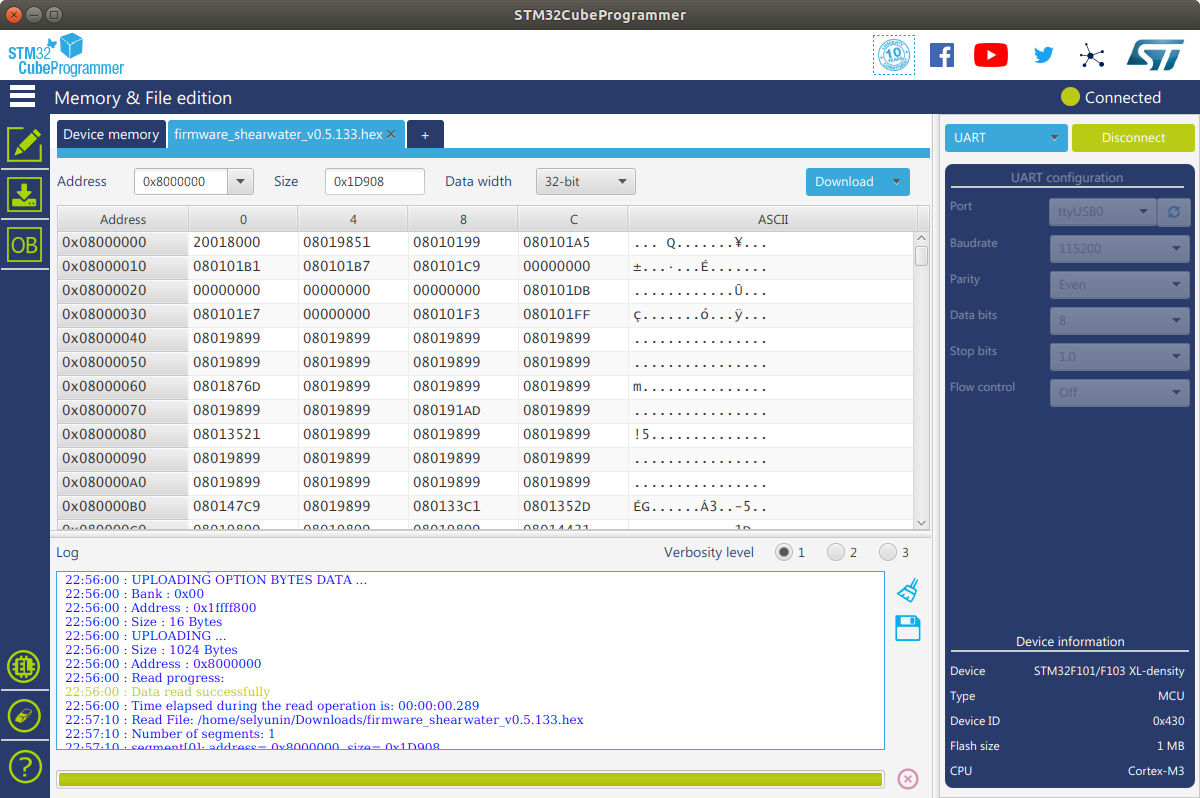 STM32CubeProgrammer
STM32
CubeProgrammer
10 YEARS
ST
Memory & File edition
Connected
Device memory
firmware_shearwater_v0.5.133.hex
+
UART
Disconnect
Address 0x8000000 Size 0x1D908 Data width 32-bit Download
Address 0 4 8 C ASCII
0x08000000 20018000 08019851 08010199 080101A5 ... Q.......¥...
0x08000010 080101B1 080101B7 080101C9 00000000 ±...·...É.......
0x08000020 00000000 00000000 00000000 080101DB ............Û...
0x08000030 080101E7 00000000 080101F3 080101FF ç.......ó...ÿ...
0x08000040 08019899 08019899 08019899 08019899 ................
0x08000050 08019899 08019899 08019899 08019899 ................
0x08000060 0801876D 08019899 08019899 08019899 m...............
0x08000070 08019899 08019899 080191AD 08019899 ................
0x08000080 08013521 08019899 08019899 08019899 !5..............
0x08000090 08019899 08019899 08019899 08019899 ................
0x080000A0 08019899 08019899 08019899 08019899 ................
0x080000B0 080147C9 08019899 080133C1 0801352D ÉG......Á3..-5..
0x080000C0 08019899 08019899 08019899 08014431
UART configuration
Port ttyUSB0
Baudrate 115200
Parity Even
Data bits 8
Stop bits 1.0
Flow control Off
Log
Verbosity level 1 2 3
22:56:00 : UPLOADING OPTION BYTES DATA ...
22:56:00 : Bank : 0x00
22:56:00 : Address : 0x1ffff800
22:56:00 : Size : 16 Bytes
22:56:00 : UPLOADING ...
22:56:00 : Size : 1024 Bytes
22:56:00 : Address : 0x8000000
22:56:00 : Read progress:
22:56:00 : Data read successfully
22:56:00 : Time elapsed during the read operation is: 00:00:00.289
22:57:10 : Read File: /home/selyunin/Downloads/firmware_shearwater_v0.5.133.hex
22:57:10 : Number of segments: 1
22:57:10 : segment[0]: address= 0x8000000, size= 0x1D908
OB
Device information
Device STM32F101/F103 XL-density
Type MCU
Device ID 0x430
Flash size 1 MB
CPU Cortex-M3